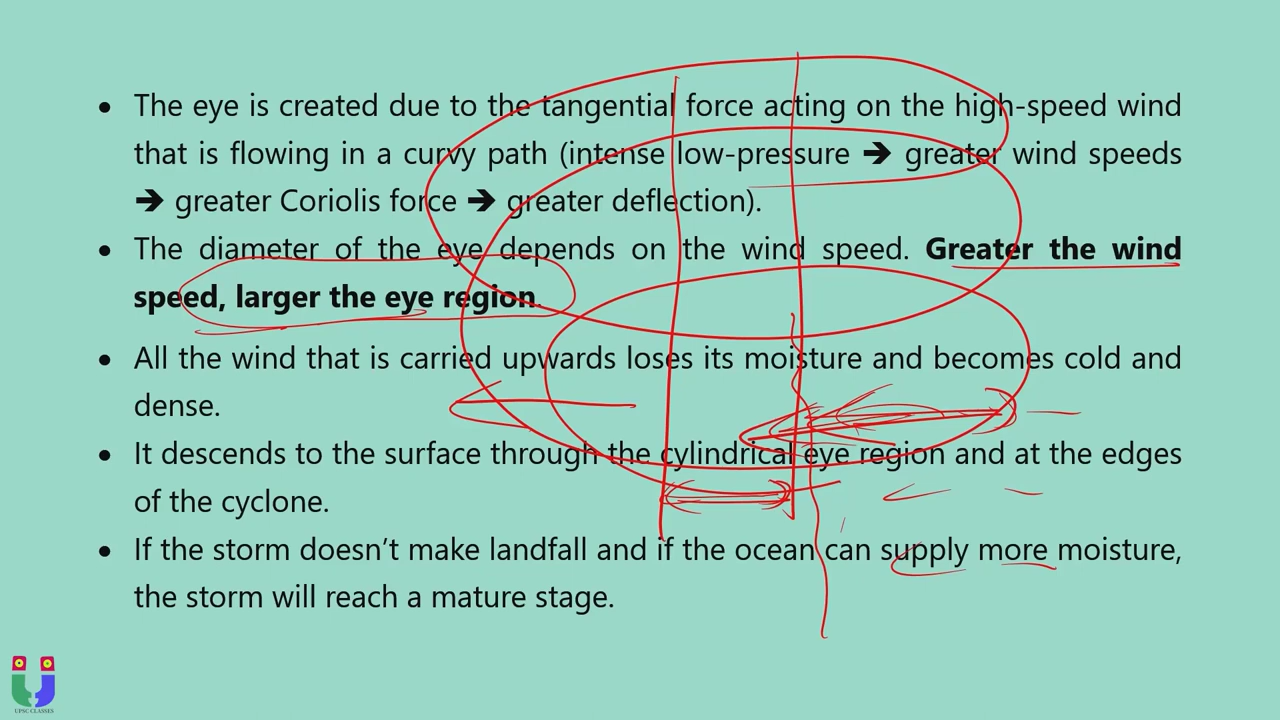 • The eye is created due to the tangential force acting on the high-speed wind
that is flowing in a curvy path (intense low-pressure ➔ greater wind speeds
➔ greater Coriolis force ➔ greater deflection).
• The diameter of the eye depends on the wind speed. Greater the wind
speed, larger the eye region.
• All the wind that is carried upwards loses its moisture and becomes cold and
dense.
• It descends to the surface through the cylindrical eye region and at the edges
of the cyclone.
• If the storm doesn’t make landfall and if the ocean can supply more moisture,
the storm will reach a mature stage.
UPSC CLASSES